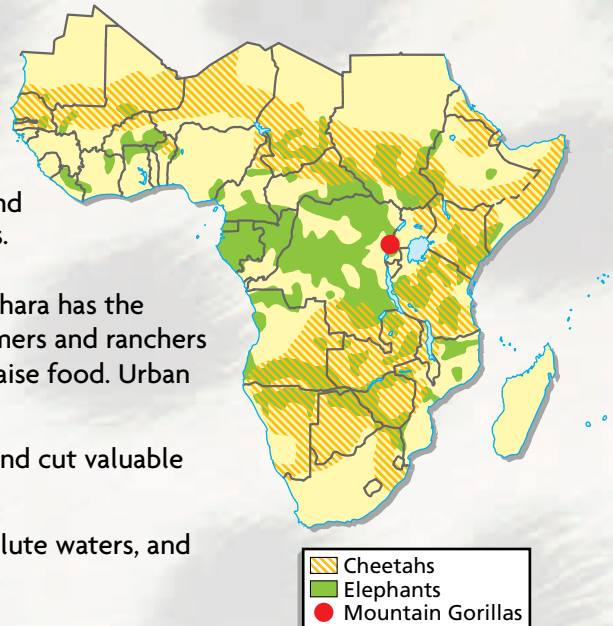 nd
s.
hara has the
mers and ranchers
aise food. Urban
nd cut valuable
lute waters, and
Cheetahs
Elephants
Mountain Gorillas